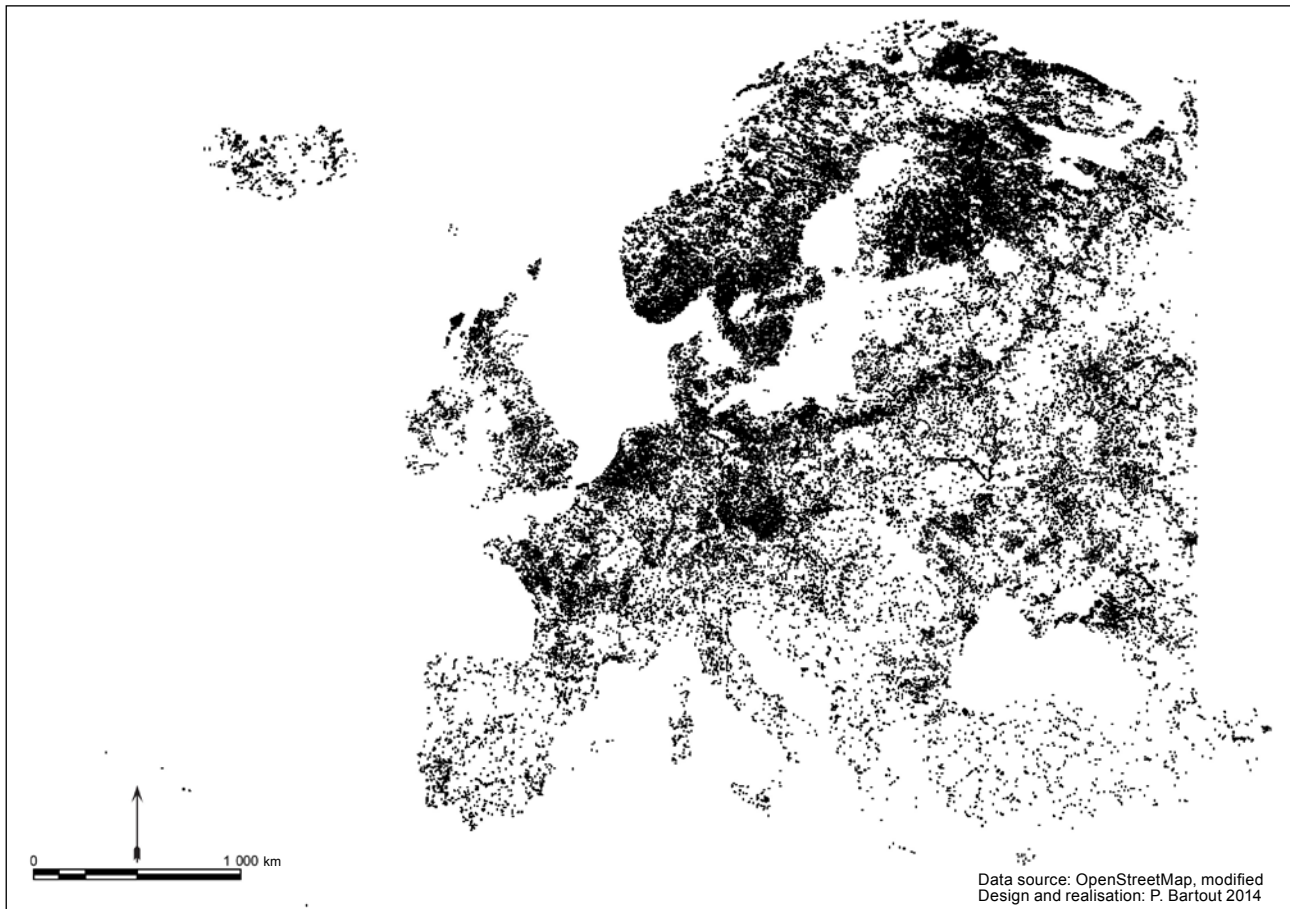 0
1 000 km
Data source: OpenStreetMap, modified
Design and realisation: P. Bartout 2014